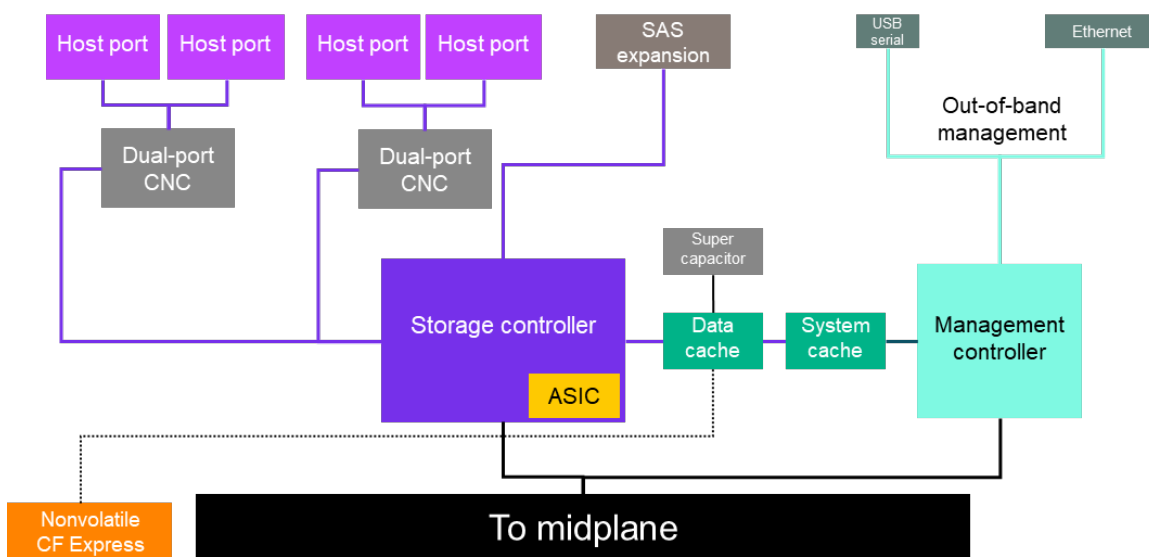 Host port
Host port
Host port
Host port
SAS
expansion
USB
serial
Ethernet
Out-of-band
management
Dual-port
CNC
Dual-port
CNC
Super
capacitor
Storage controller
Data
cache
System
cache
Management
controller
ASIC
Nonvolatile
CF Express
To midplane